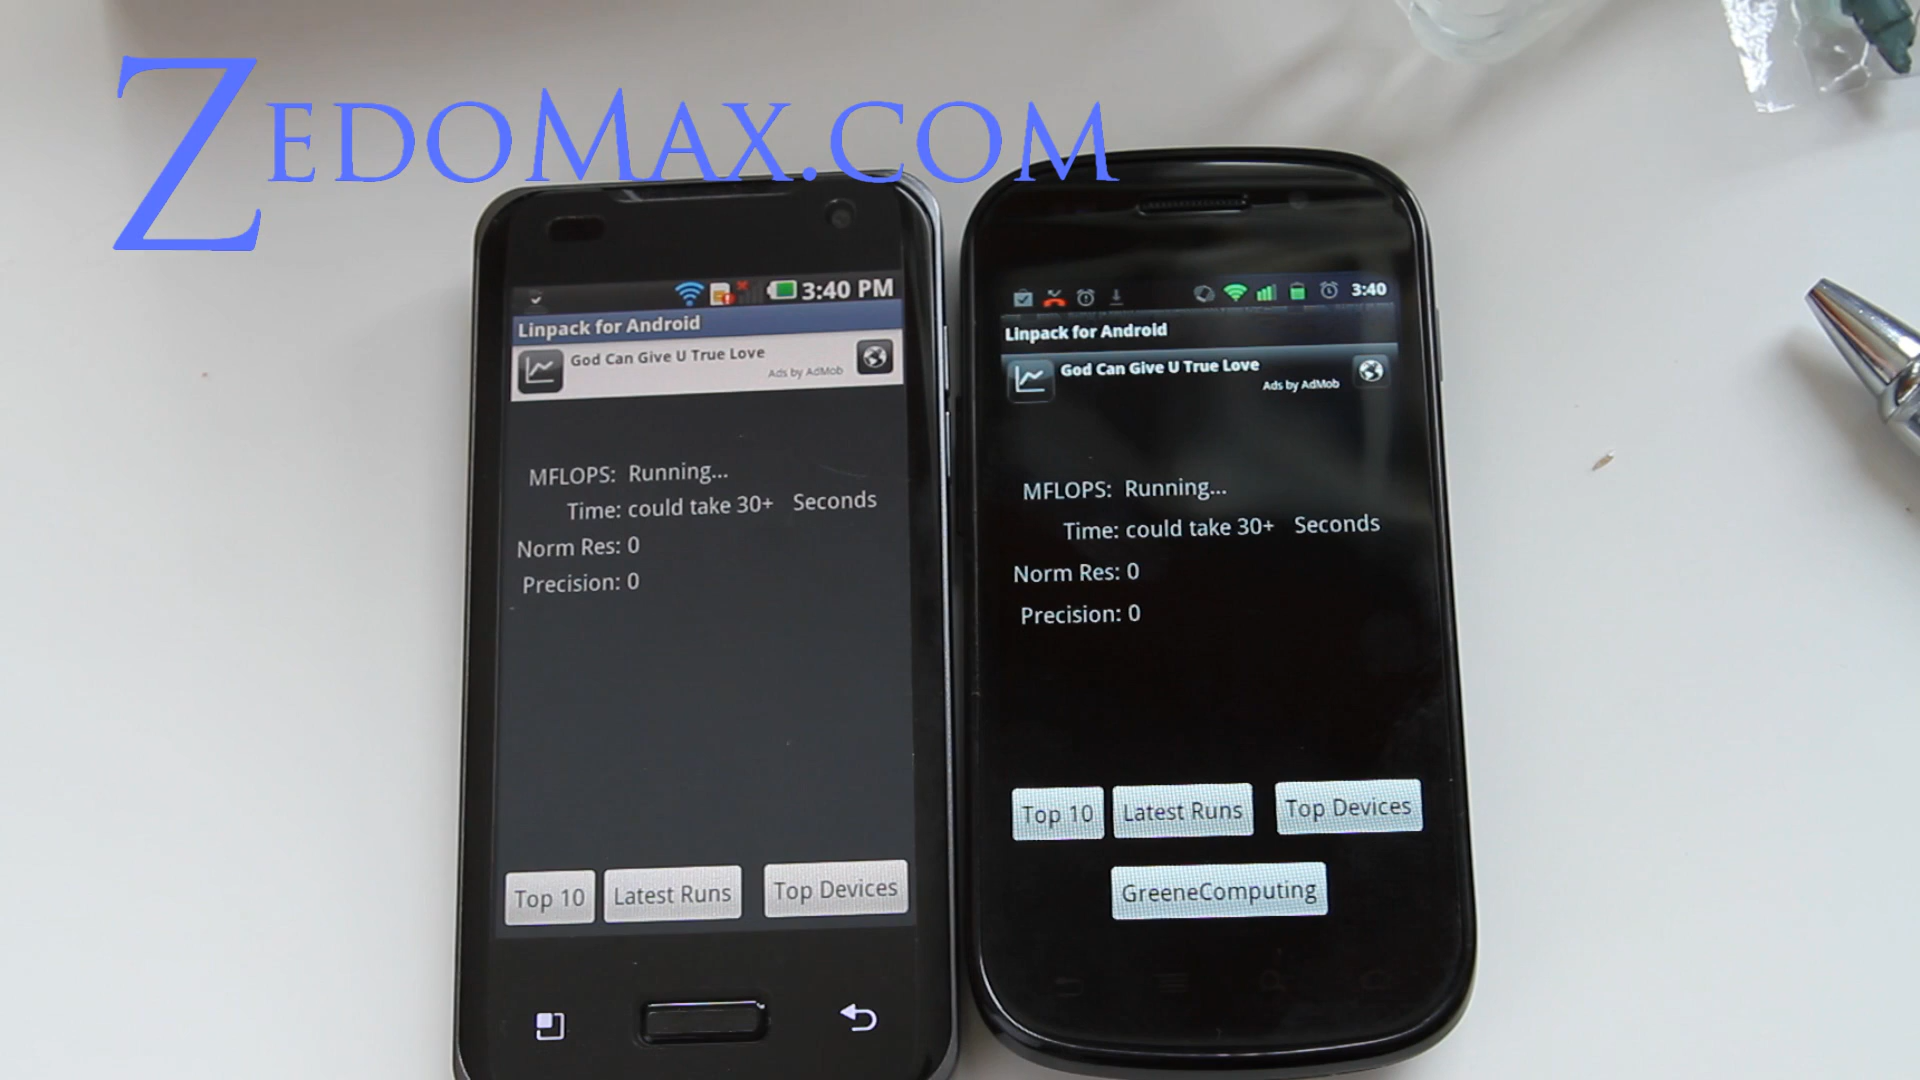 ZEDOMAX.COM
3:40 PM
Linpack for Android
God Can Give U True Love
Ads by AdMob
MFLOPS: Running...
Time: could take 30+ Seconds
Norm Res: 0
Precision: 0
Top 10 Latest Runs Top Devices
3:40
Linpack for Android
God Can Give U True Love
Ads by AdMob
MFLOPS: Running...
Time: could take 30+ Seconds
Norm Res: 0
Precision: 0
Top 10 Latest Runs Top Devices
GreeneComputing